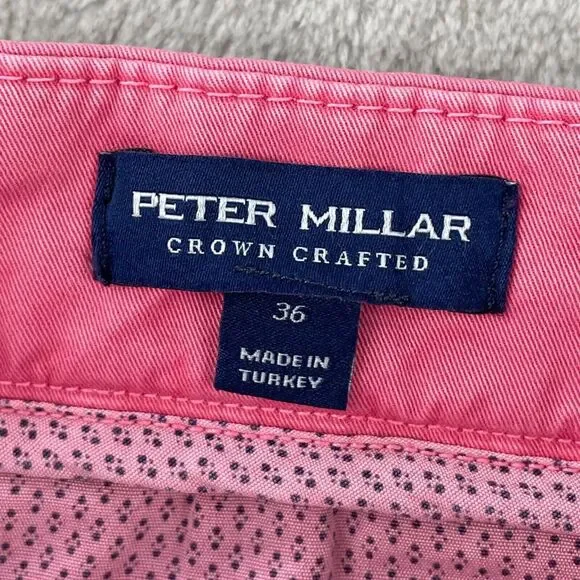 PETER MILLAR
CROWN CRAFTED
36
MADE IN
TURKEY